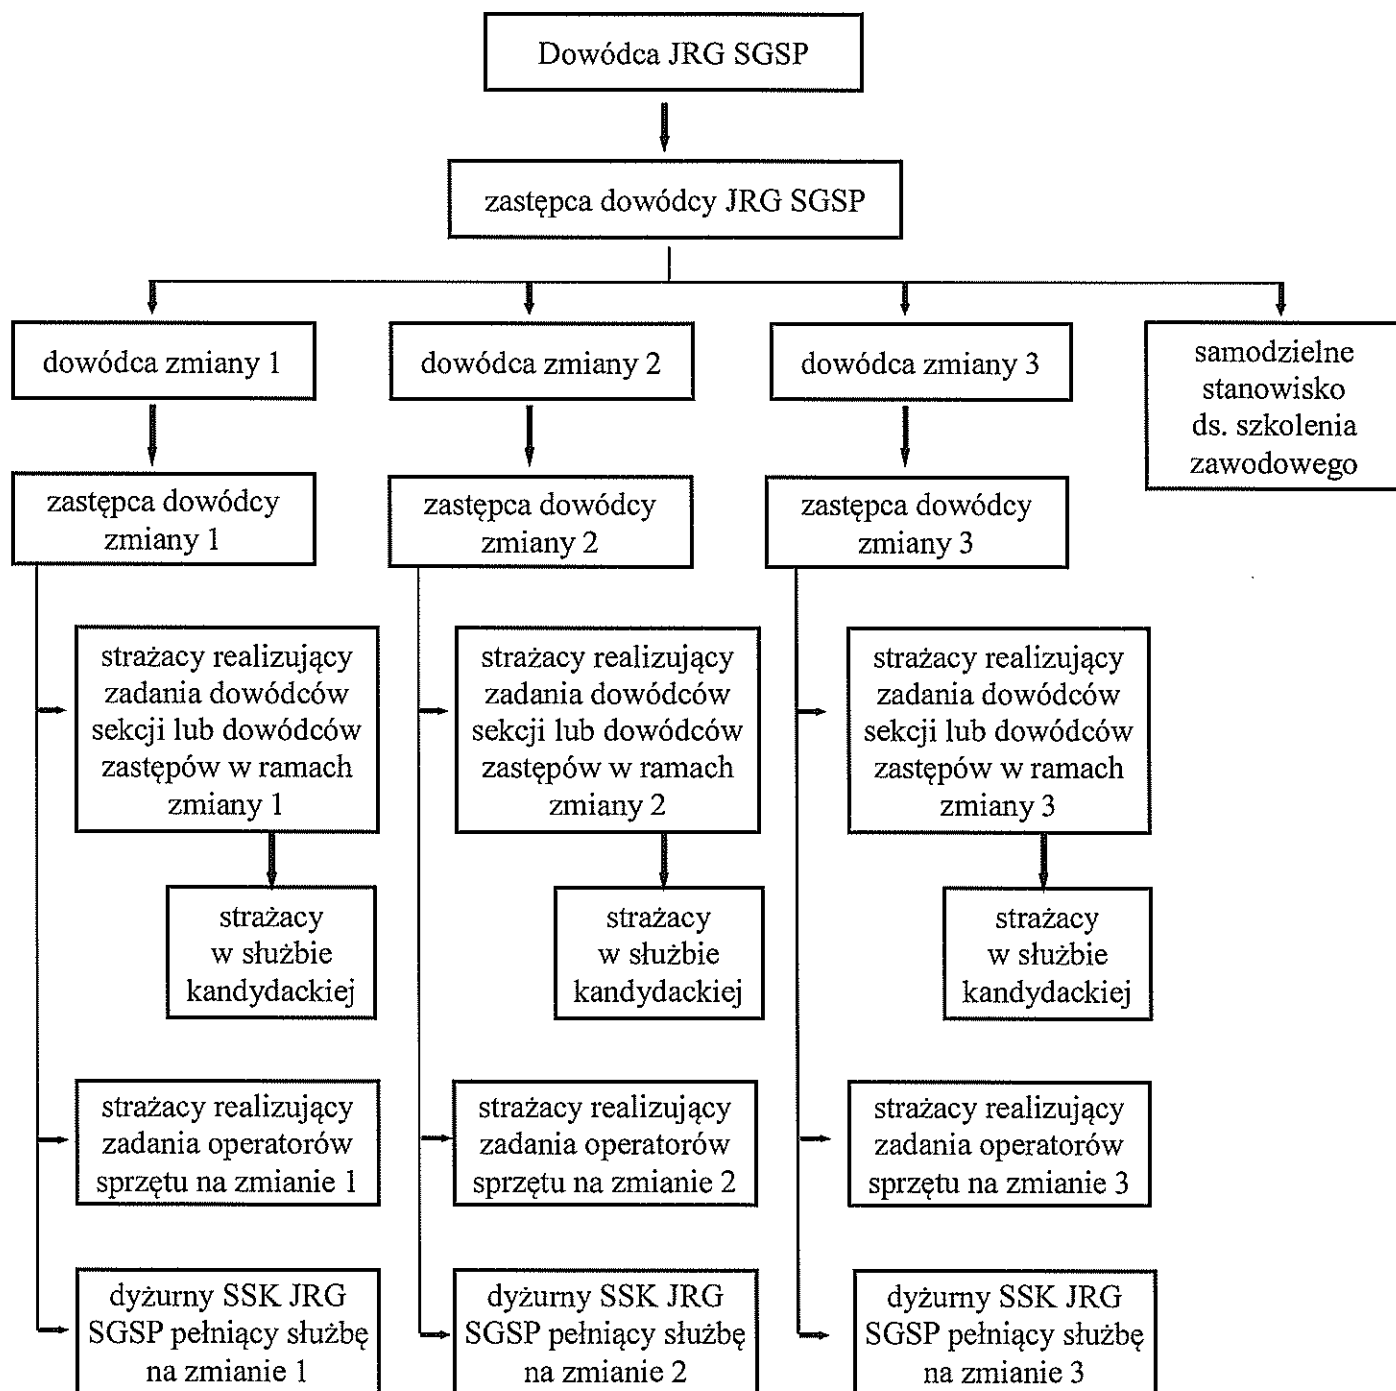 Dowódca JRG SGSP
zastępca dowódcy JRG SGSP
dowódca zmiany 1
dowódca zmiany 2
dowódca zmiany 3
samodzielne
stanowisko
ds. szkolenia
zawodowego
zastępca dowódcy
zmiany 1
zastępca dowódcy
zmiany 2
zastępca dowódcy
zmiany 3
strażacy realizujący
zadania dowódców
sekcji lub dowódców
zastępów w ramach
zmiany 1
strażacy realizujący
zadania dowódców
sekcji lub dowódców
zastępów w ramach
zmiany 2
strażacy realizujący
zadania dowódców
sekcji lub dowódców
zastępów w ramach
zmiany 3
strażacy
w służbie
kandydackiej
strażacy
w służbie
kandydackiej
strażacy
w służbie
kandydackiej
strażacy realizujący
zadania operatorów
sprzętu na zmianie 1
strażacy realizujący
zadania operatorów
sprzętu na zmianie 2
strażacy realizujący
zadania operatorów
sprzętu na zmianie 3
dyżurny SSK JRG
SGSP pełniący służbę
na zmianie 1
dyżurny SSK JRG
SGSP pełniący służbę
na zmianie 2
dyżurny SSK JRG
SGSP pełniący służbę
na zmianie 3